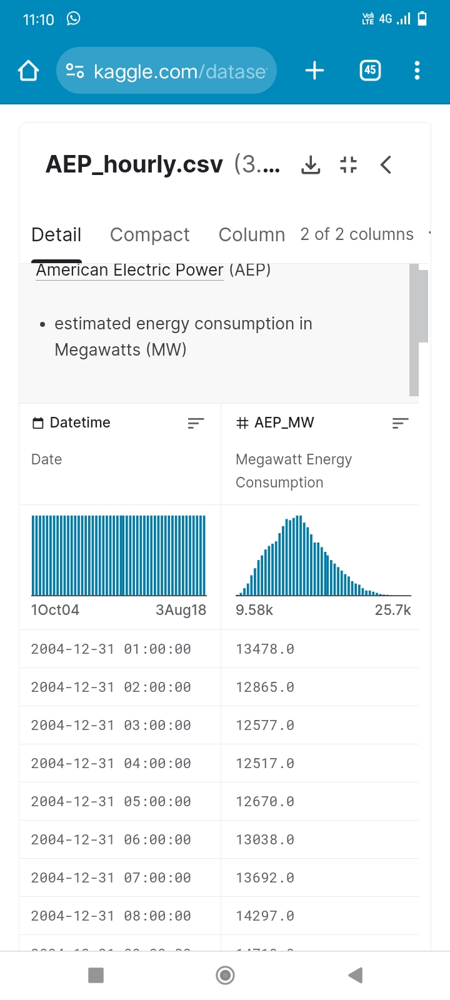 11:10 Vo) LTE 4G
kaggle.com/datase 45
AEP_hourly.csv (3....
Detail Compact Column 2 of 2 columns
American Electric Power (AEP)
• estimated energy consumption in
Megawatts (MW)
Datetime # AEP_MW
Date Megawatt Energy
Consumption
1Oct04 3Aug18 9.58k 25.7k
2004-12-31 01:00:00 13478.0
2004-12-31 02:00:00 12865.0
2004-12-31 03:00:00 12577.0
2004-12-31 04:00:00 12517.0
2004-12-31 05:00:00 12670.0
2004-12-31 06:00:00 13038.0
2004-12-31 07:00:00 13692.0
2004-12-31 08:00:00 14297.0